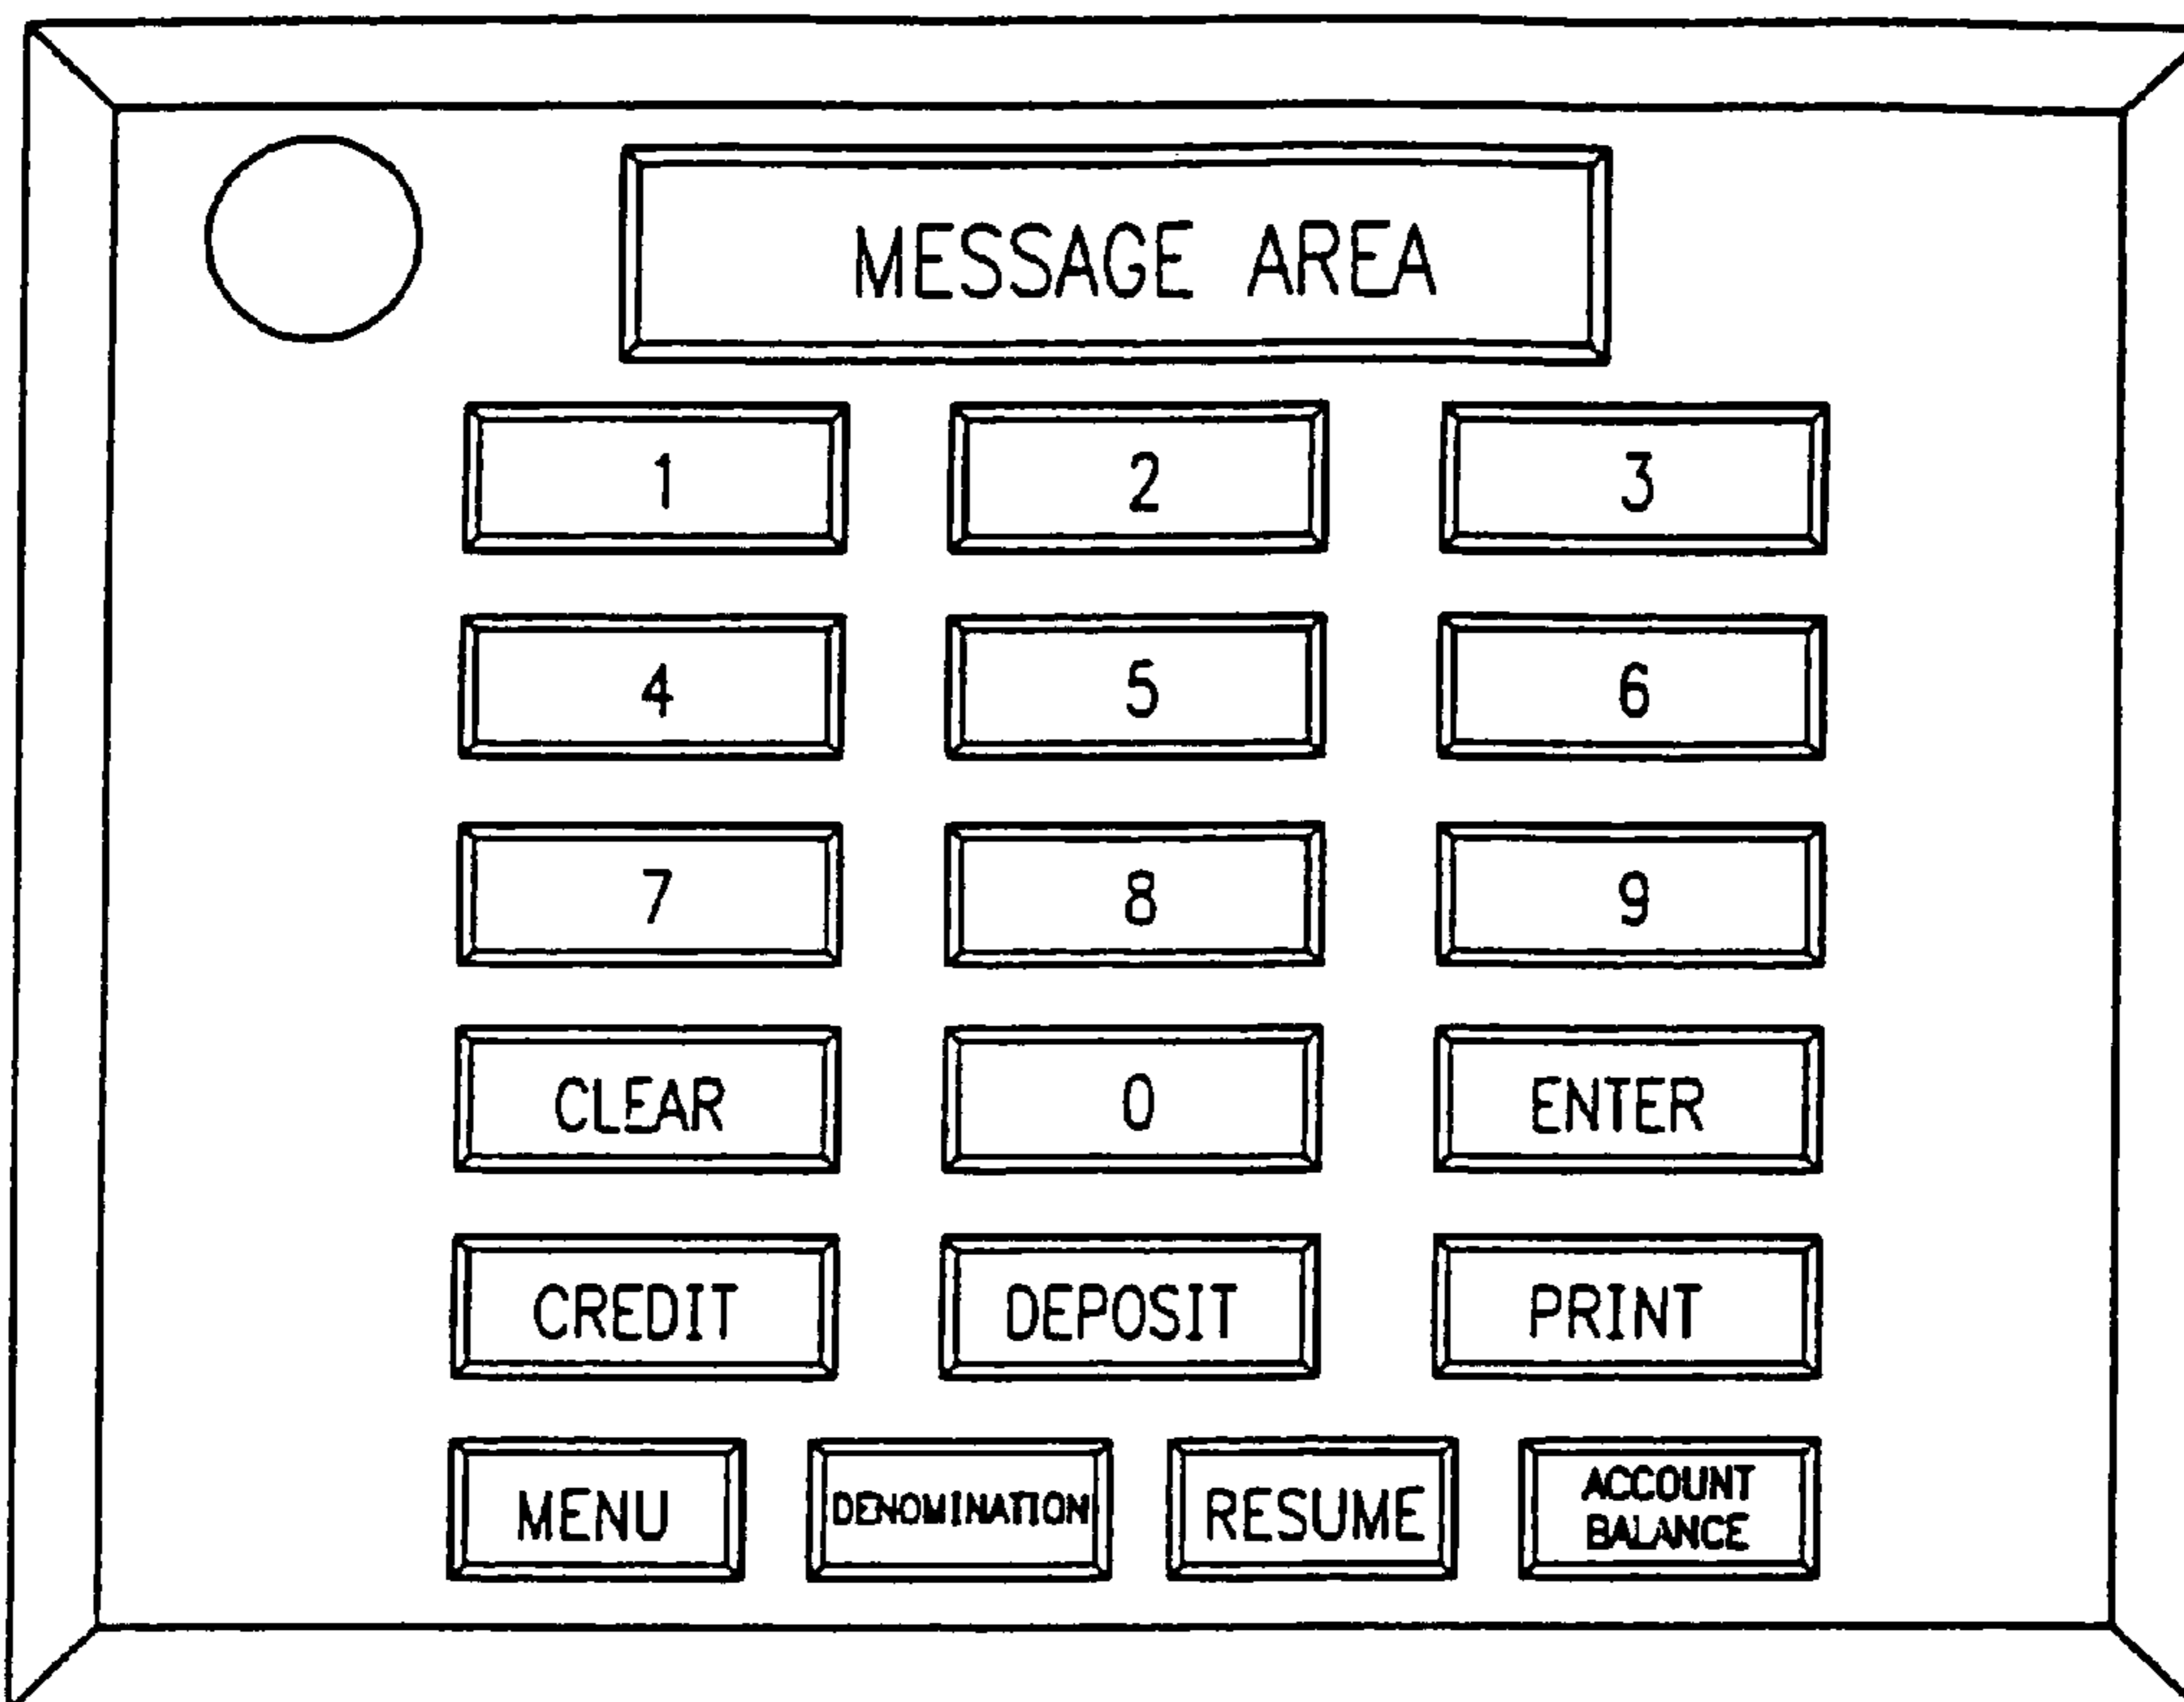 MESSAGE AREA
1 2 3
4 5 6
7 8 9
CLEAR 0 ENTER
CREDIT DEPOSIT PRINT
MENU DENOMINATION RESUME ACCOUNT
BALANCE